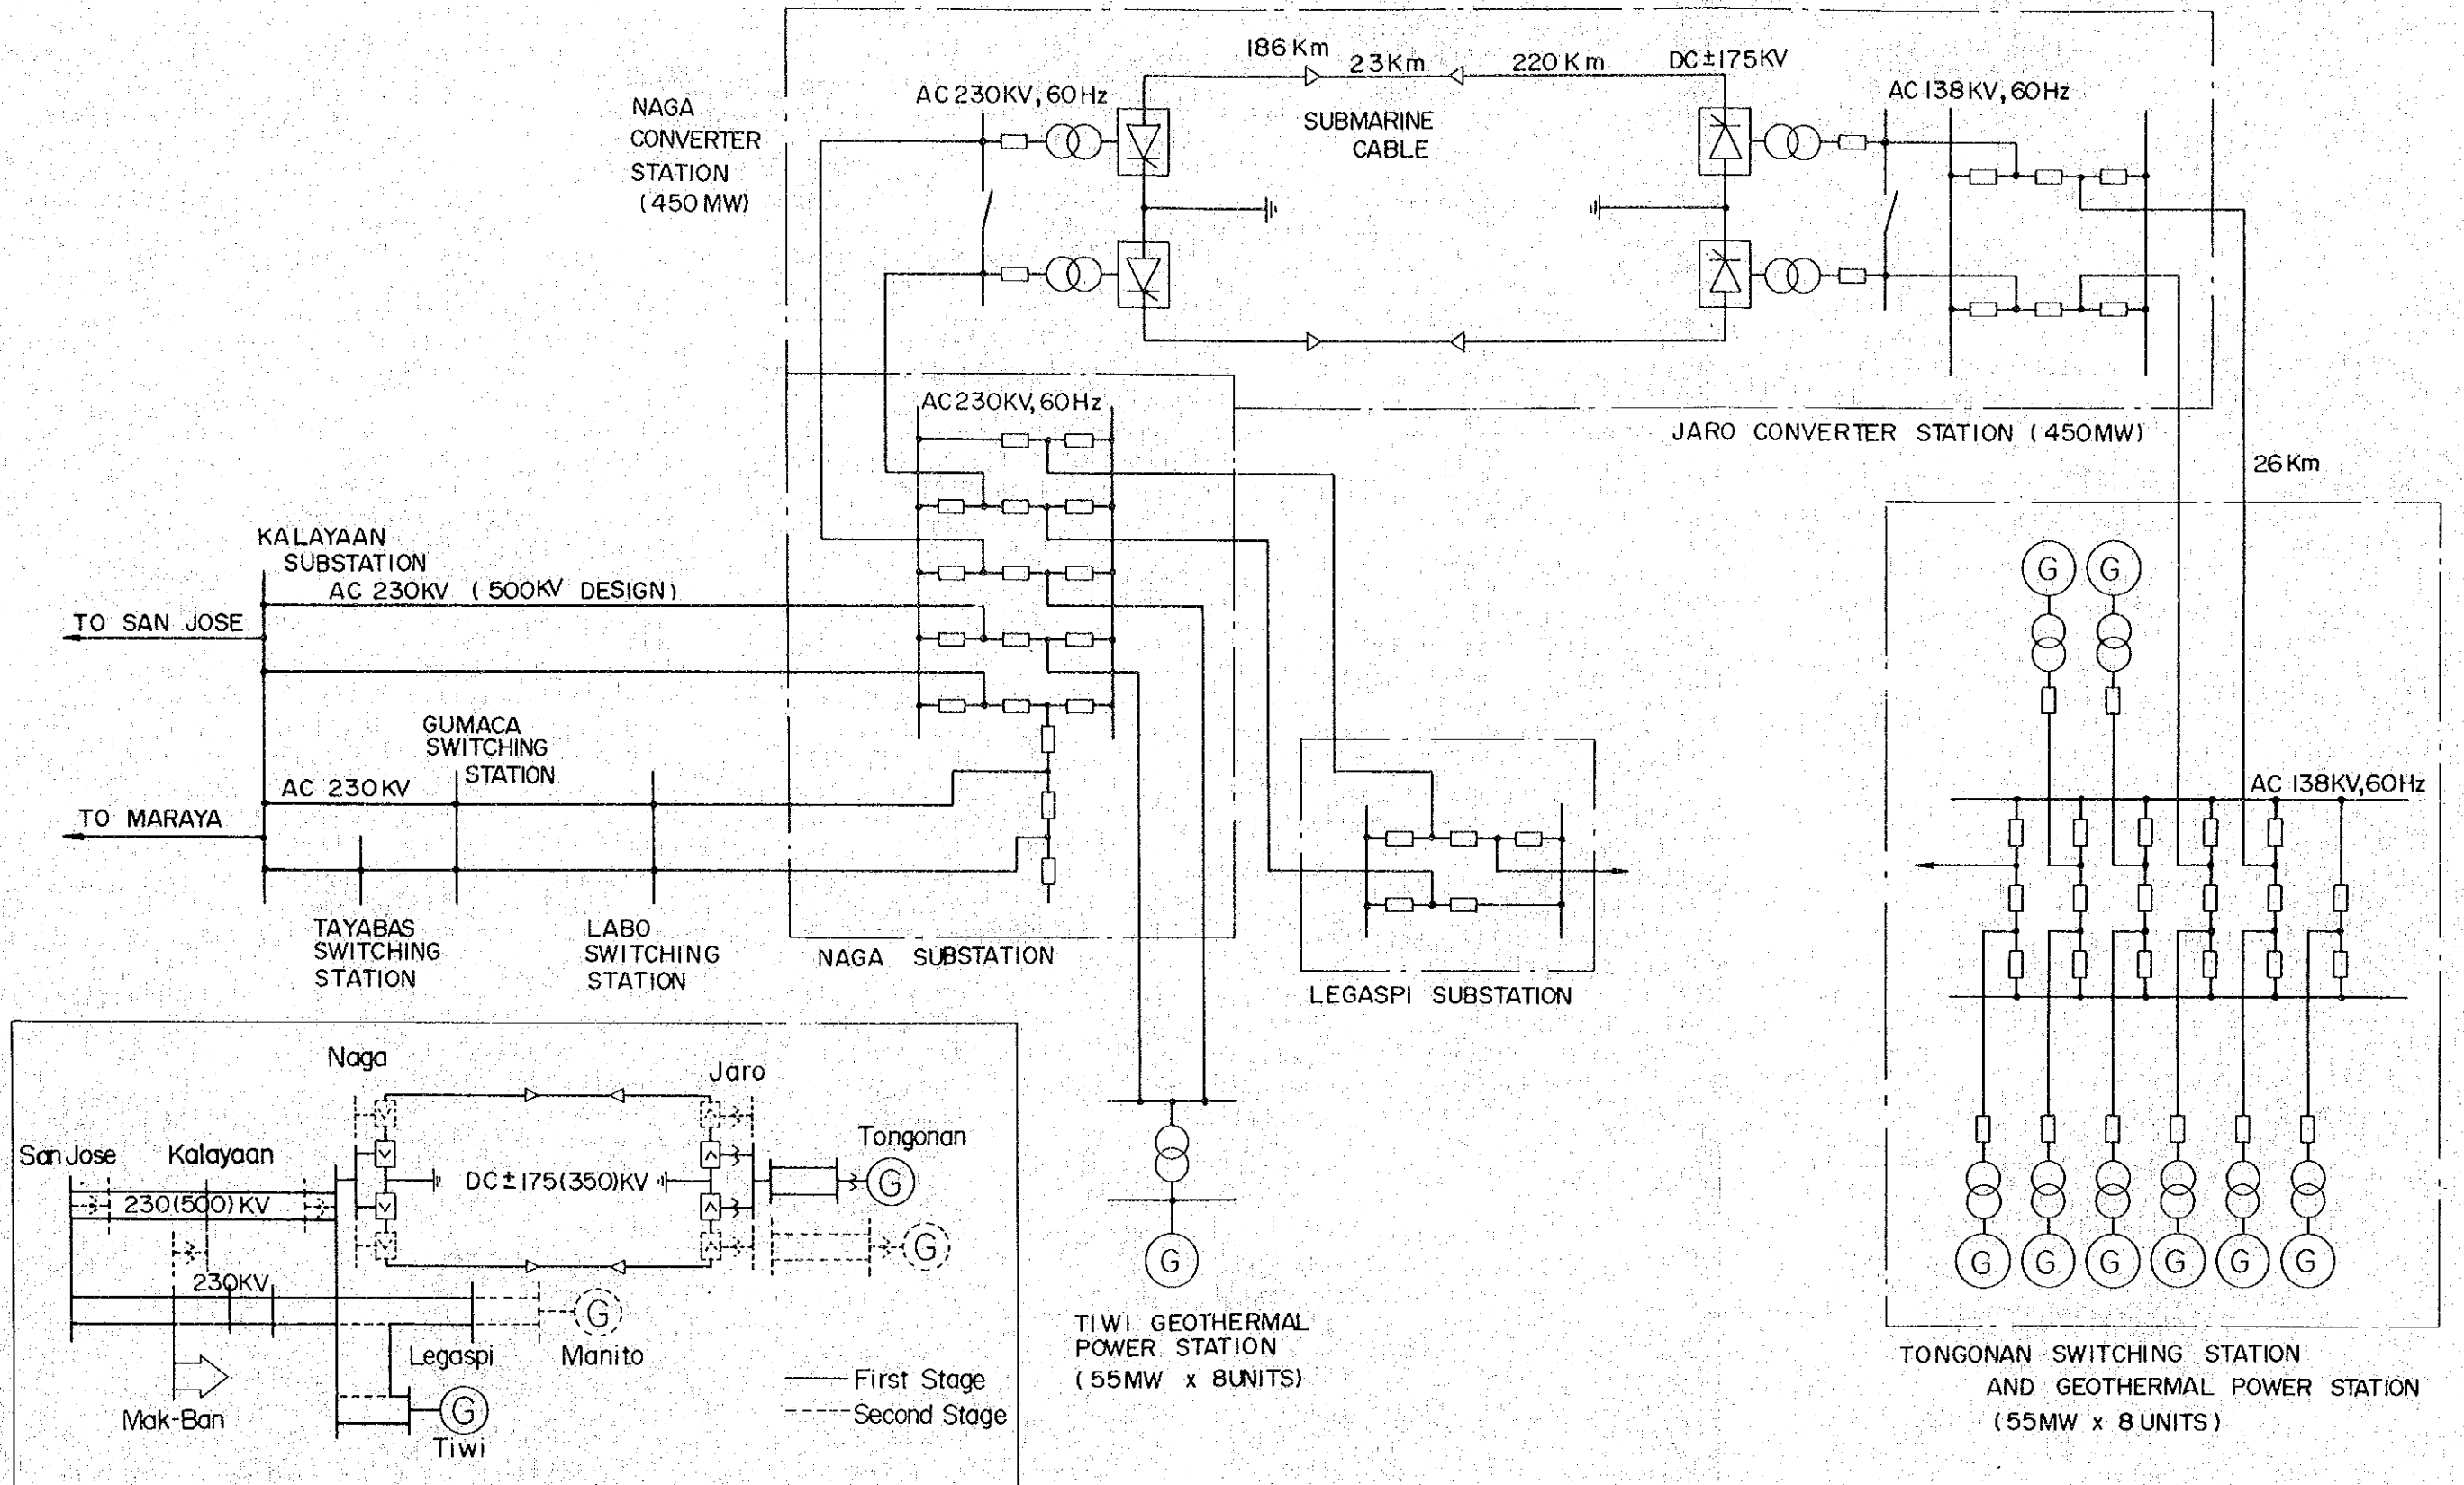 186 Km
23Km
220 Km
DC±175KV
AC 230KV, 60Hz
AC 138 KV, 60Hz
NAGA
CONVERTER
STATION
(450 MW)
SUBMARINE
CABLE
AC 230KV, 60Hz
JARO CONVERTER STATION (450MW)
26 Km
KALAYAAN
SUBSTATION
AC 230KV (500KV DESIGN)
TO SAN JOSE
G G
GUMACA
SWITCHING
STATION
AC 230KV
AC 138KV, 60Hz
TO MARAYA
TAYABAS
SWITCHING
STATION
LABO
SWITCHING
STATION
NAGA SUBSTATION
LEGASPI SUBSTATION
G G G G G G
G
TIWI GEOTHERMAL
POWER STATION
(55MW x 8UNITS)
TONGONAN SWITCHING STATION
AND GEOTHERMAL POWER STATION
(55MW x 8 UNITS)
Naga
Jaro
San Jose
Kalayaan
Tongonan
DC±175(350)KV
G
230(500)KV
G
230KV
G
Legaspi
Manito
First Stage
Mak-Ban
G
Second Stage
Tiwi